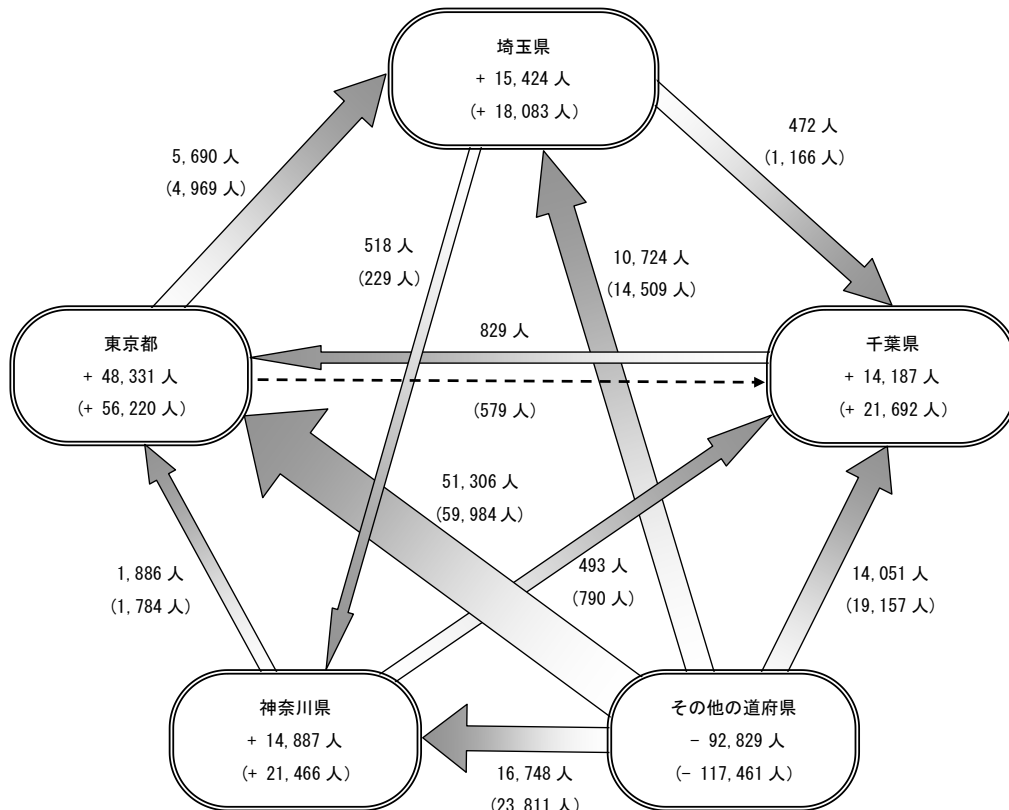 埼玉県
+ 15,424 人
(+ 18,083 人)
5,690 人
(4,969 人)
472 人
(1,166 人)
518 人
(229 人)
10,724 人
(14,509 人)
東京都
+ 48,331 人
(+ 56,220 人)
829 人
(579 人)
千葉県
+ 14,187 人
(+ 21,692 人)
51,306 人
(59,984 人)
1,886 人
(1,784 人)
493 人
(790 人)
14,051 人
(19,157 人)
神奈川県
+ 14,887 人
(+ 21,466 人)
16,748 人
(23,811 人)
その他の道府県
− 92,829 人
(− 117,461 人)